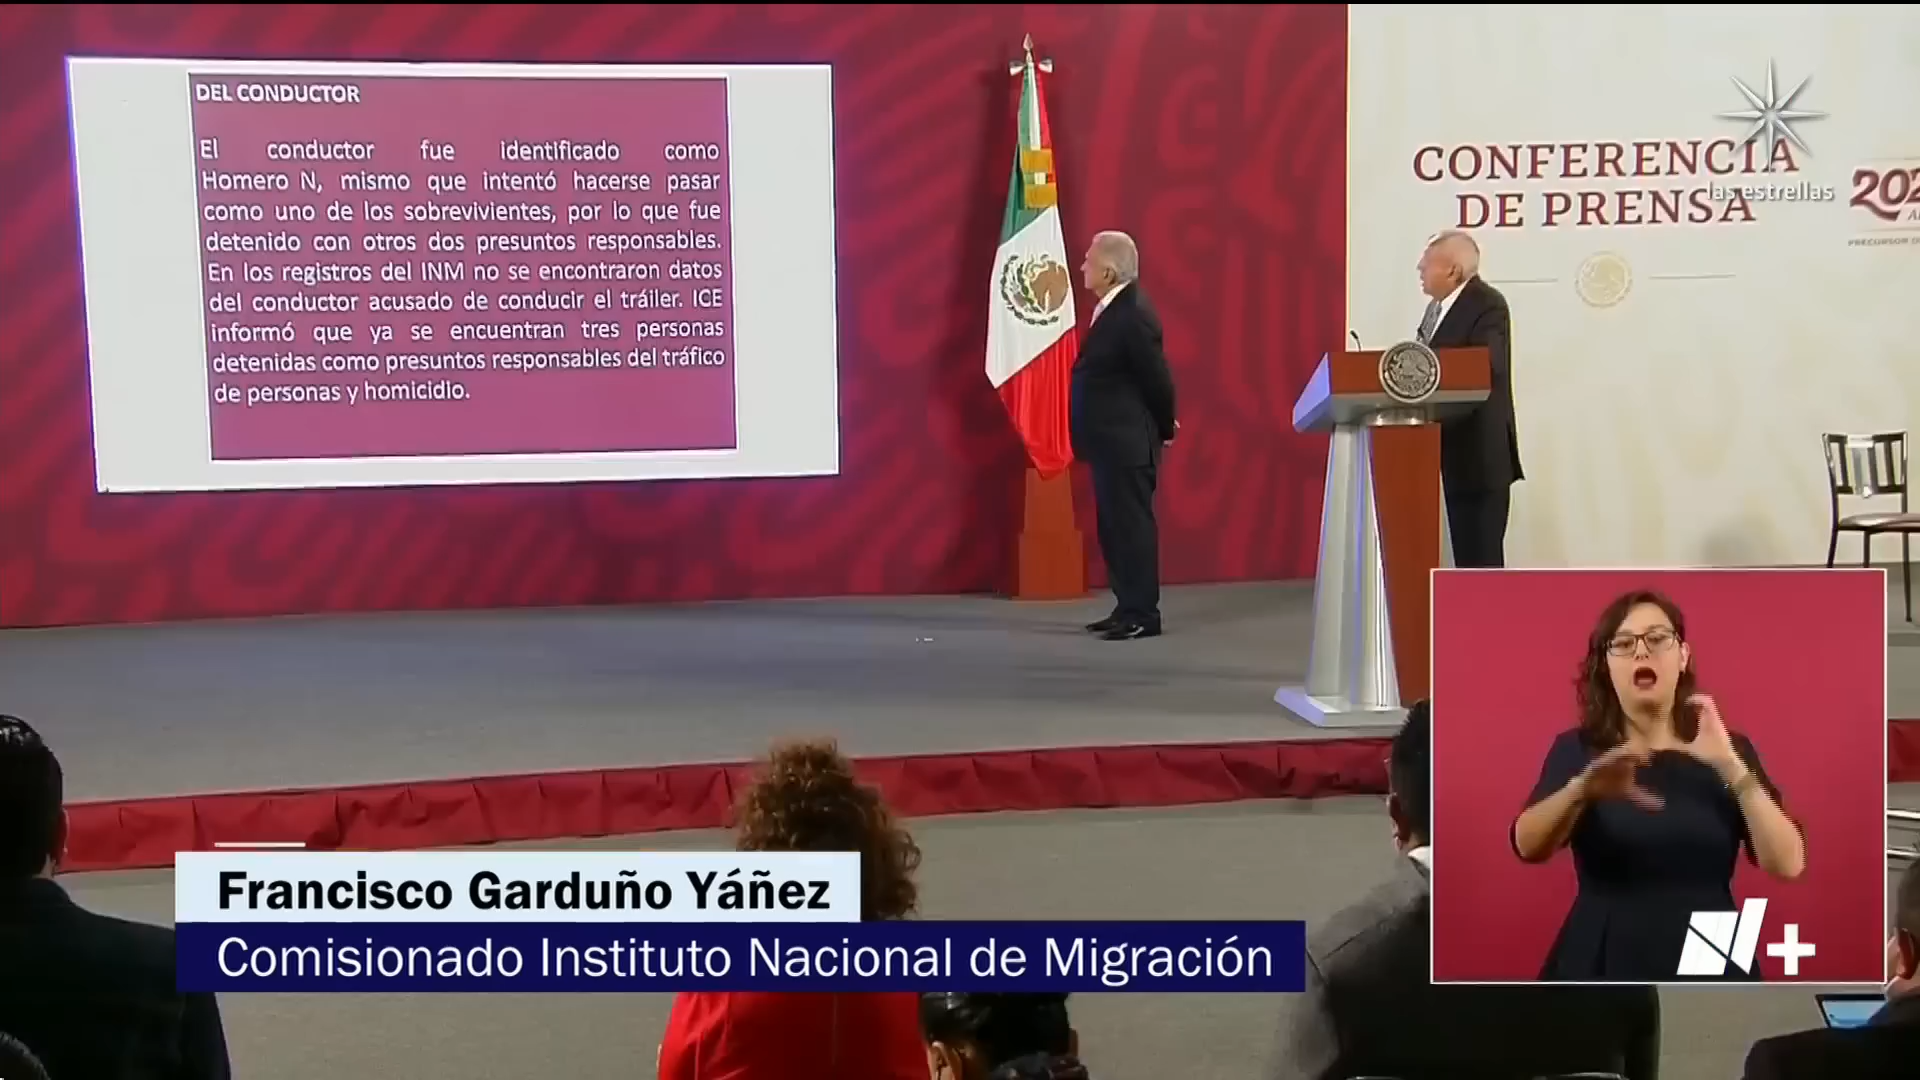 DEL CONDUCTOR
El conductor fue identificado como
Homero N, mismo que intentó hacerse pasar
como uno de los sobrevivientes, por lo que fue
detenido con otros dos presuntos responsables.
En los registros del INM no se encontraron datos
del conductor acusado de conducir el tráiler. ICE
informó que ya se encuentran tres personas
detenidas como presuntos responsables del tráfico
de personas y homicidio.
CONFERENCIA
DE PRENSA
las estrellas
202
PRECURSOR
Francisco Garduño Yáñez
Comisionado Instituto Nacional de Migración
N+